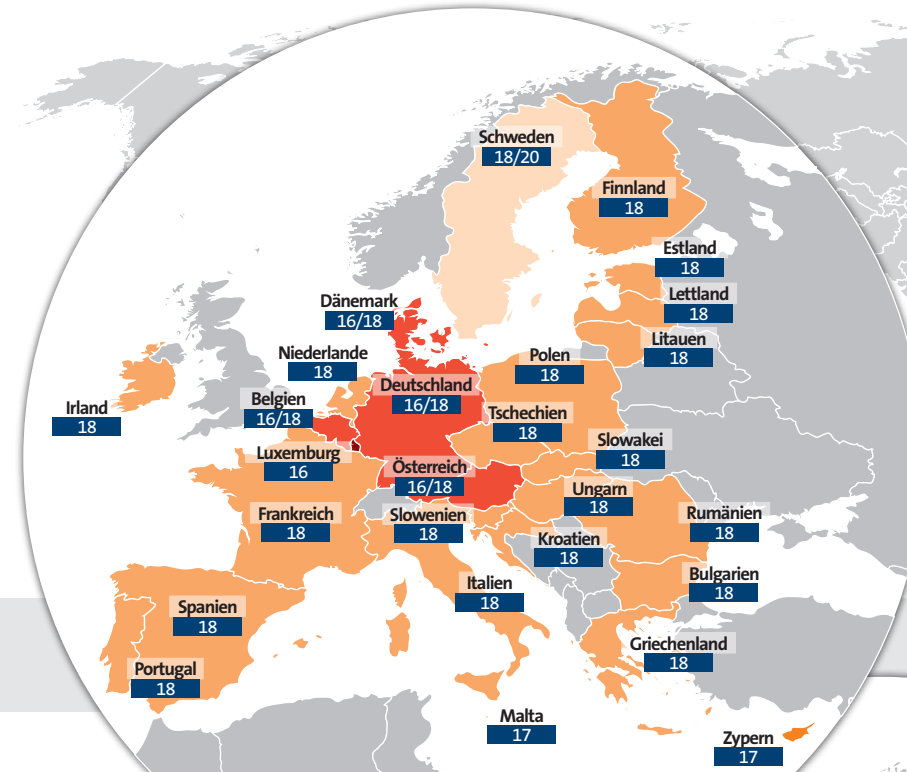 Schweden
18/20
Finnland
18
Estland
18
Lettland
18
Litauen
18
Dänemark
16/18
Niederlande
18
Polen
18
Deutschland
16/18
Belgien
16/18
Irland
18
Tschechien
18
Slowakei
18
Luxemburg
16
Österreich
16/18
Ungarn
18
Frankreich
18
Slowenien
18
Rumänien
18
Kroatien
18
Italien
18
Bulgarien
18
Spanien
18
Griechenland
18
Portugal
18
Malta
17
Zypern
17